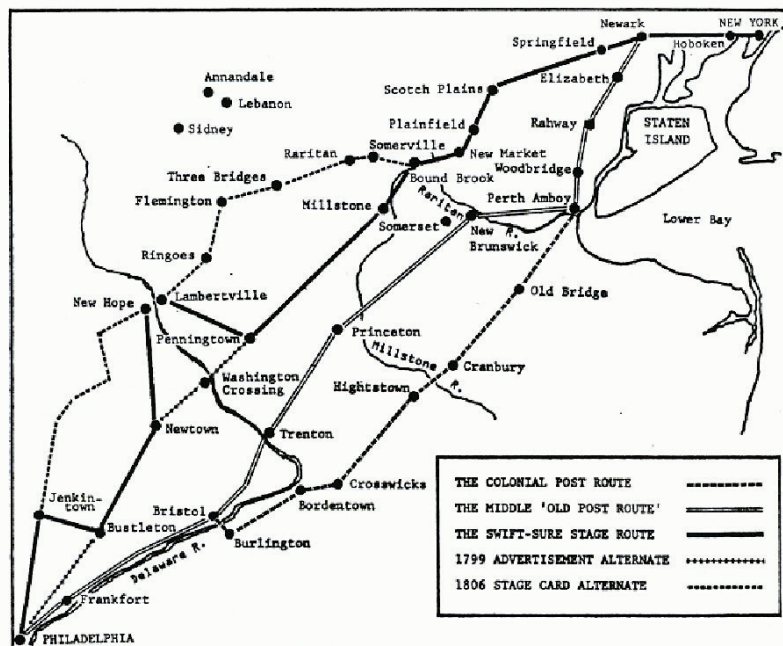 Newark
NEW YORK
Springfield
Hoboken
Annandale
Elizabeth
Scotch Plains
Lebanon
STATEN
ISLAND
Sidney
Plainfield
Rahway
Somerville
Raritan
New Market
Woodbridge
Three Bridges
Bound Brook
Flemington
Millstone
Raritan R.
Perth Amboy
Somerset
New
Brunswick
Lower Bay
Ringoes
Old Bridge
New Hope
Lambertville
Princeton
Penningtown
Millstone R.
Cranbury
Washington
Crossing
Hightstown
Newtown
Trenton
Crosswicks
Jenkin-
town
Bristol
Bordentown
Bustleton
Burlington
Delaware R.
Frankfort
PHILADELPHIA
THE COLONIAL POST ROUTE
THE MIDDLE 'OLD POST ROUTE'
THE SWIFT-SURE STAGE ROUTE
1799 ADVERTISEMENT ALTERNATE
1806 STAGE CARD ALTERNATE